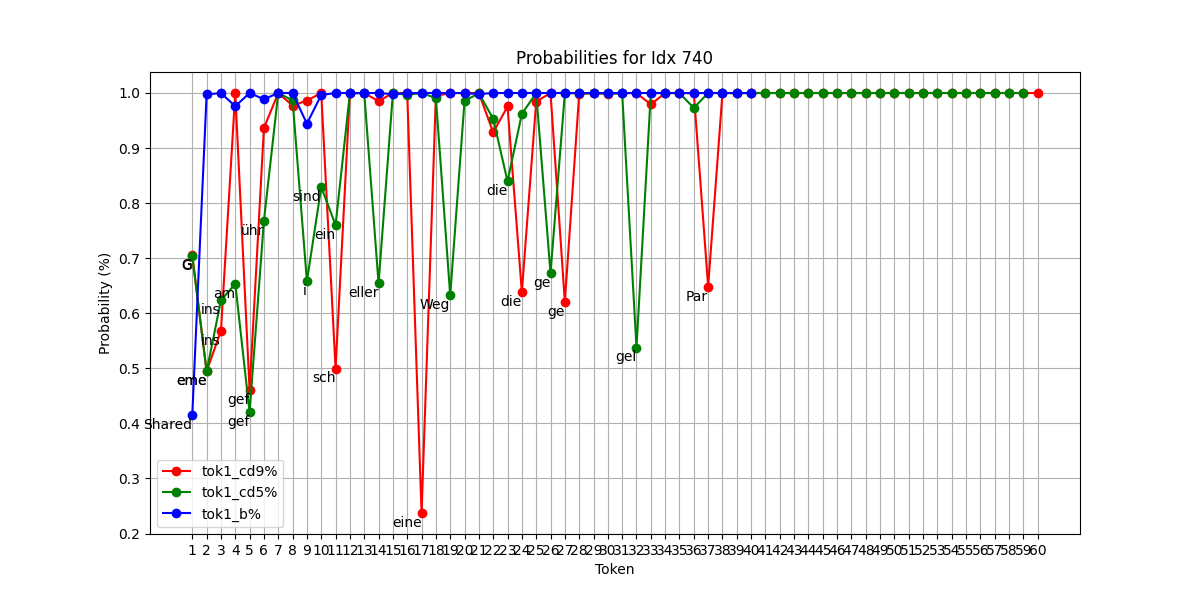 Probabilities for Idx 740
Probability (%)
1.0
0.9
0.8
0.7
0.6
0.5
0.4
0.3
0.2
G
eme
ins
ins
am
gef
gef
ühr
i
sind
ein
sch
eller
eine
Weg
die
die
ge
ge
gel
Par
Shared
tok1_cd9%
tok1_cd5%
tok1_b%
1 2 3 4 5 6 7 8 9 10 11 12 13 14 15 16 17 18 19 20 21 22 23 24 25 26 27 28 29 30 31 32 33 34 35 36 37 38 39 40 41 42 43 44 45 46 47 48 49 50 51 52 53 54 55 56 57 58 59 60
Token